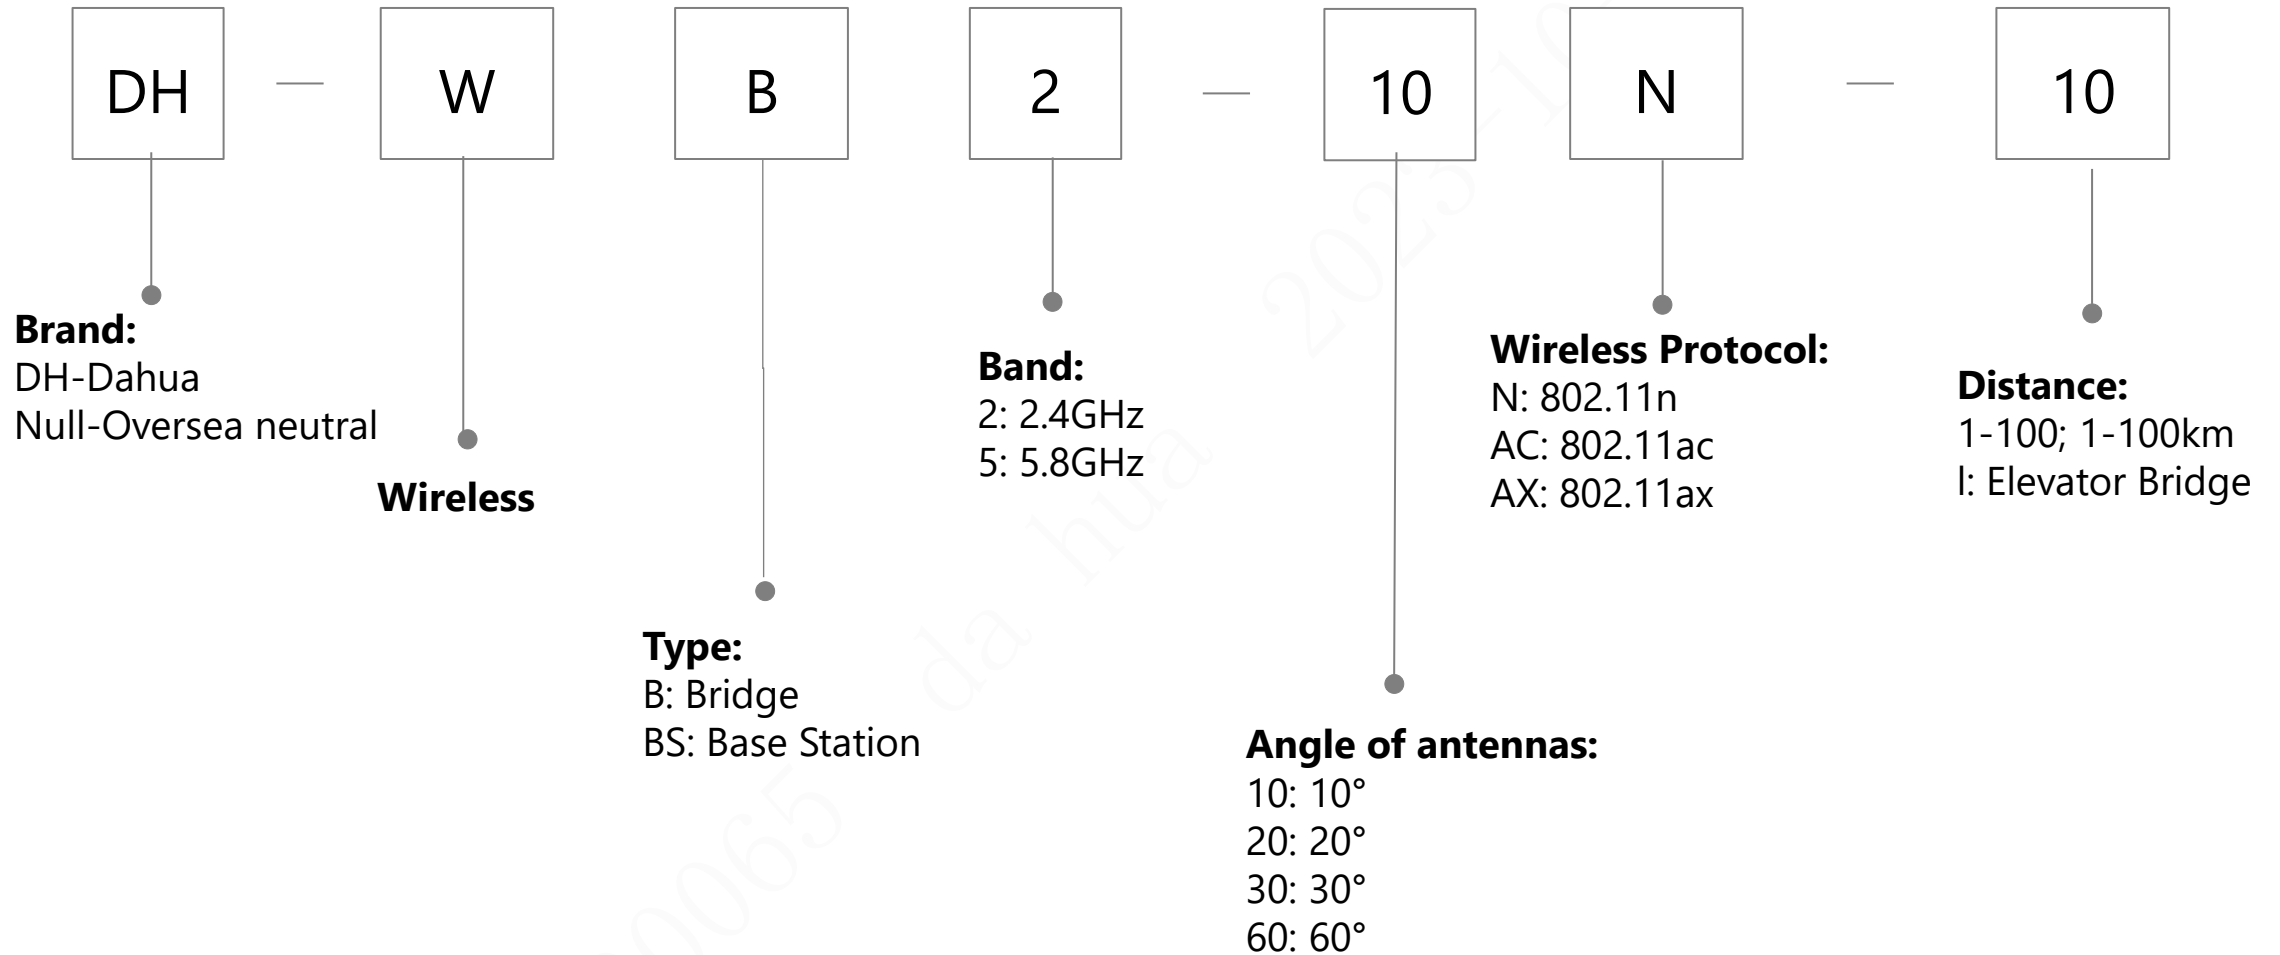 DH — W B 2 — 10 N — 10
Brand:
DH-Dahua
Null-Oversea neutral
Wireless
Type:
B: Bridge
BS: Base Station
Band:
2: 2.4GHz
5: 5.8GHz
Angle of antennas:
10: 10°
20: 20°
30: 30°
60: 60°
Wireless Protocol:
N: 802.11n
AC: 802.11ac
AX: 802.11ax
Distance:
1-100; 1-100km
l: Elevator Bridge
da hua